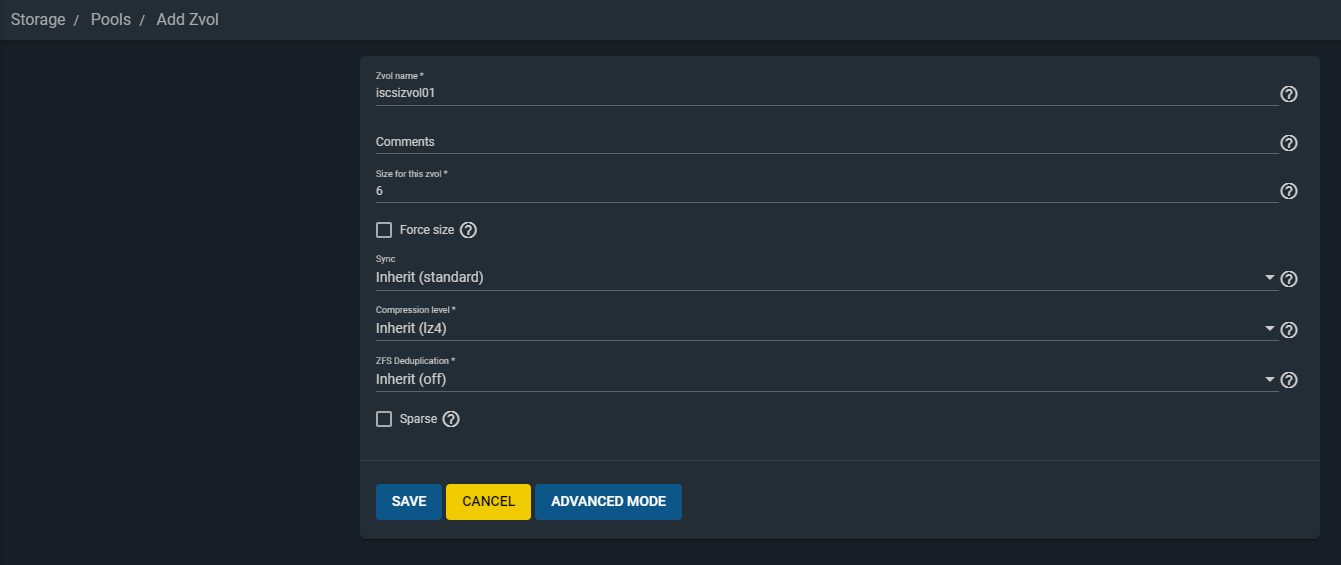 Storage / Pools / Add Zvol
Zvol name *
iscsizvol01
Comments
Size for this zvol *
6
Force size
Sync
Inherit (standard)
Compression level *
Inherit (lz4)
ZFS Deduplication *
Inherit (off)
Sparse
SAVE CANCEL ADVANCED MODE